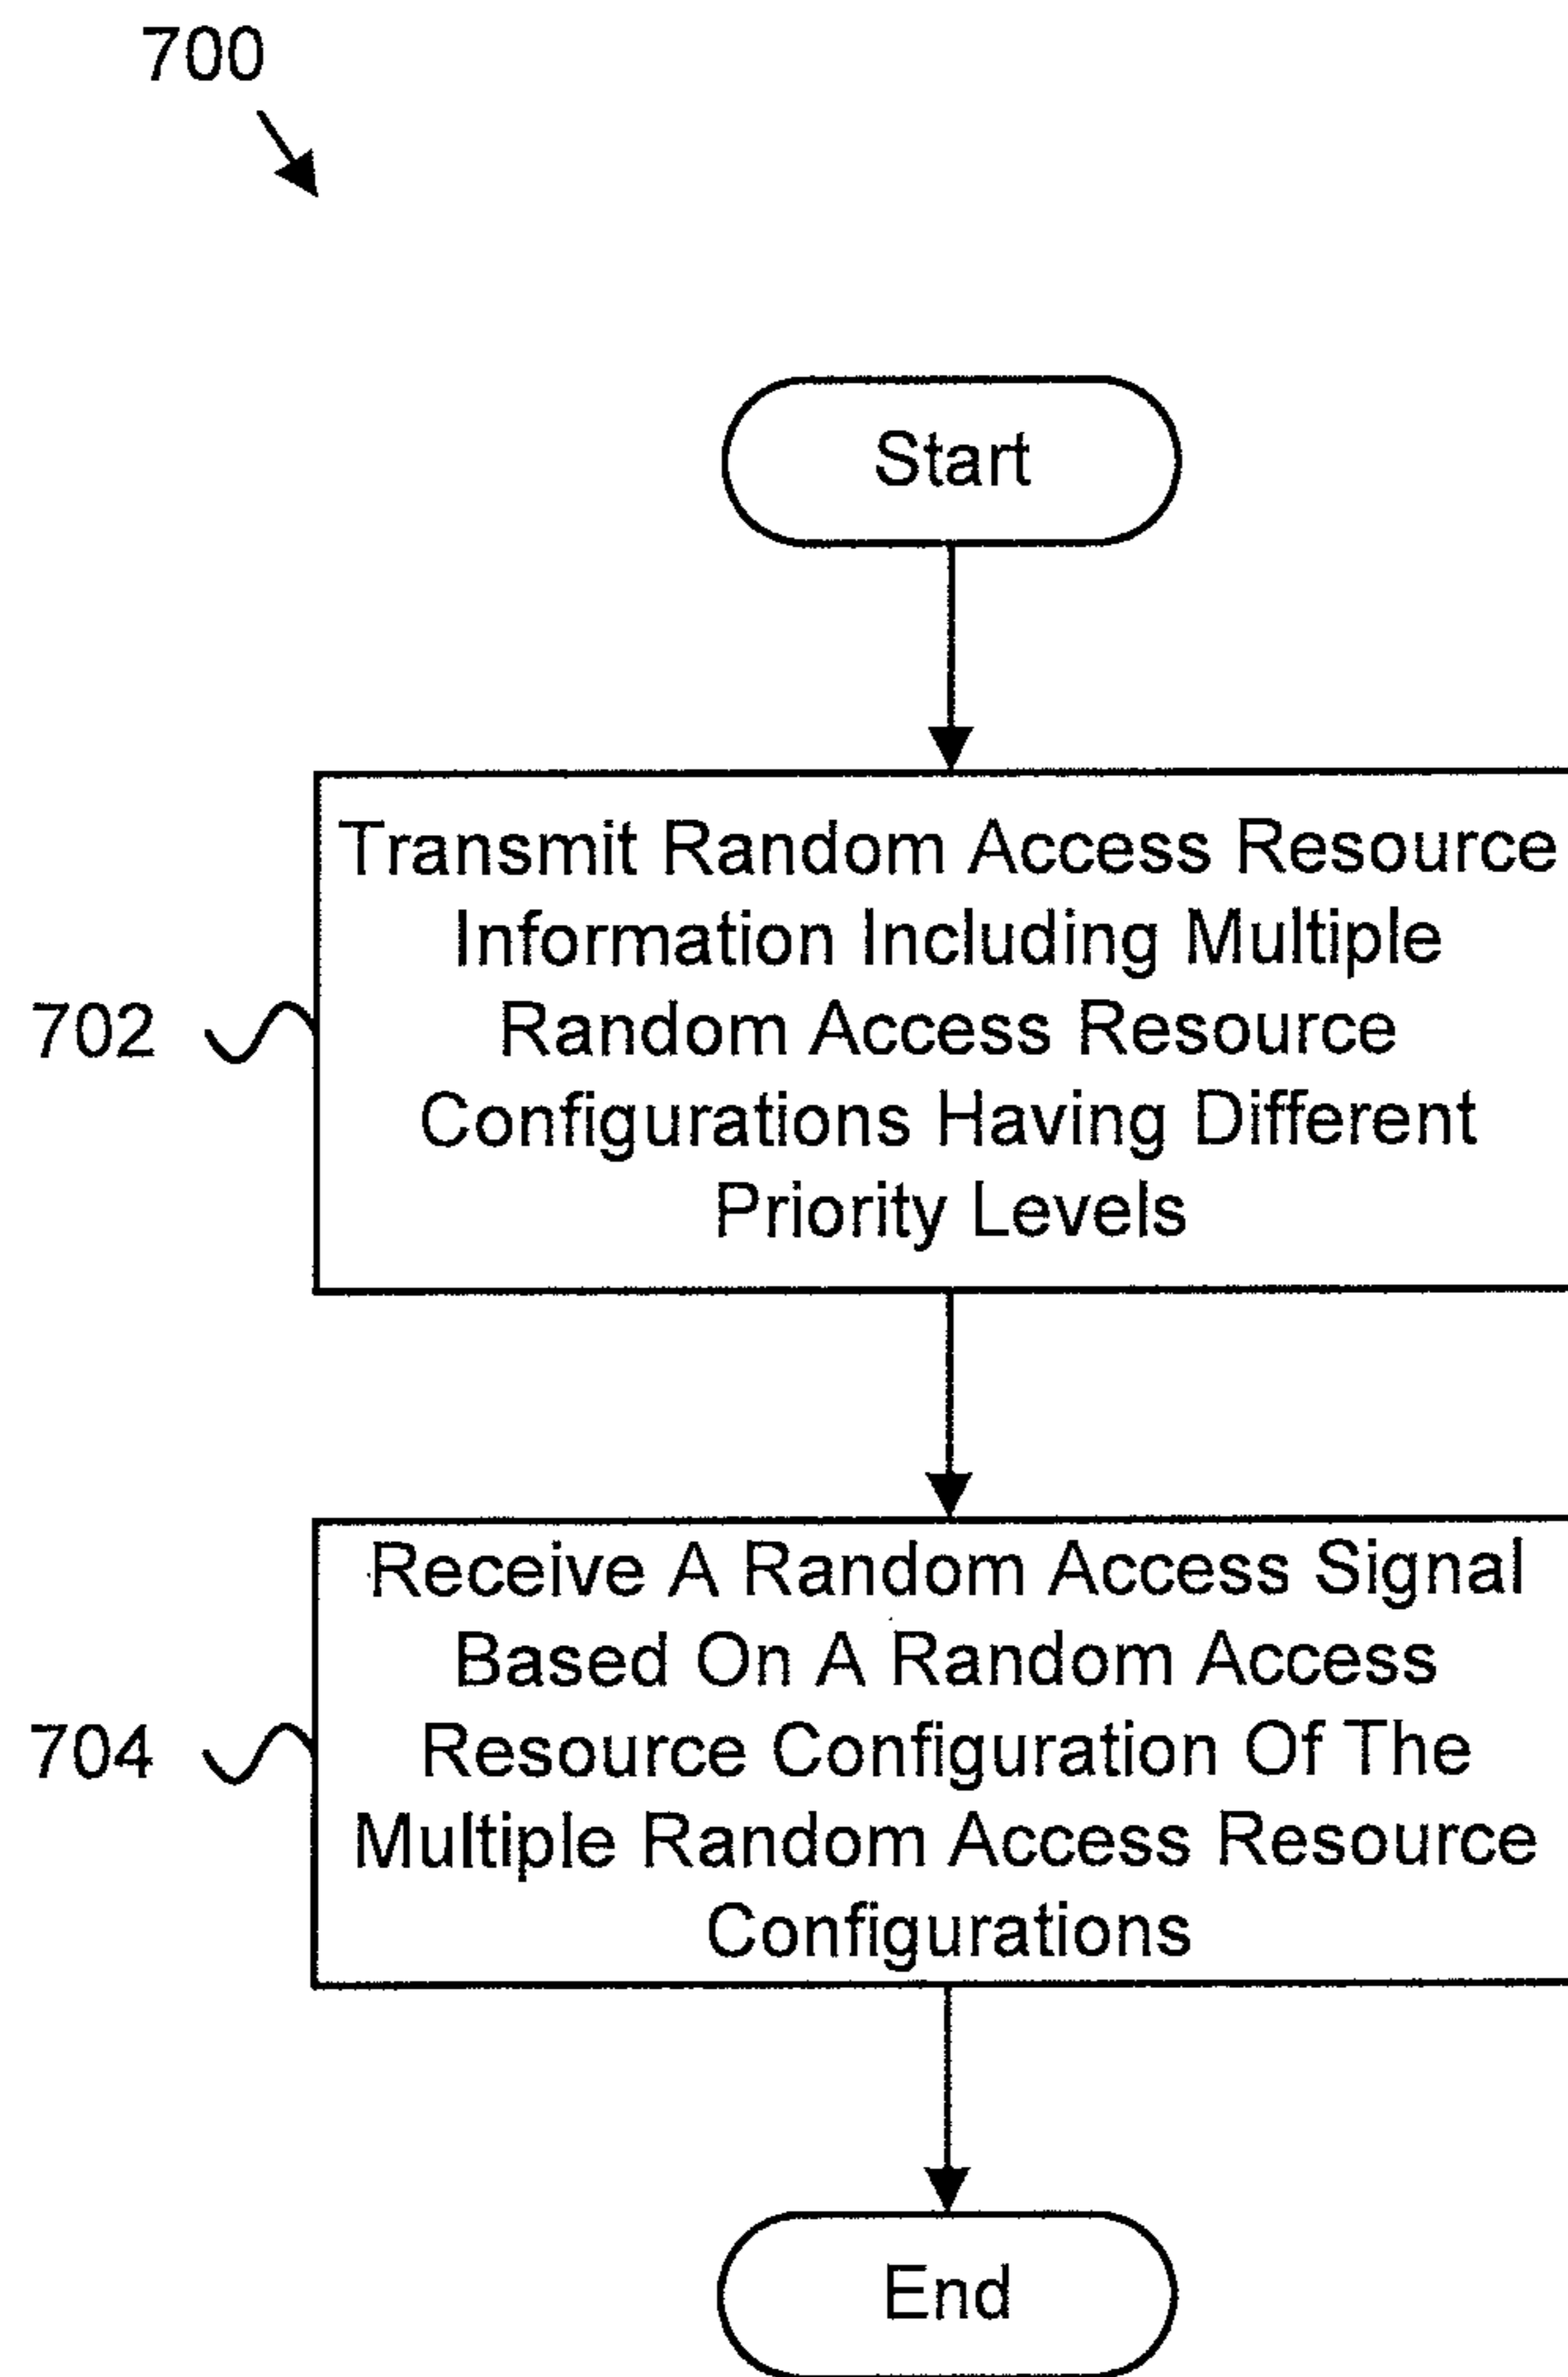 700
Start
702
Transmit Random Access Resource
Information Including Multiple
Random Access Resource
Configurations Having Different
Priority Levels
704
Receive A Random Access Signal
Based On A Random Access
Resource Configuration Of The
Multiple Random Access Resource
Configurations
End